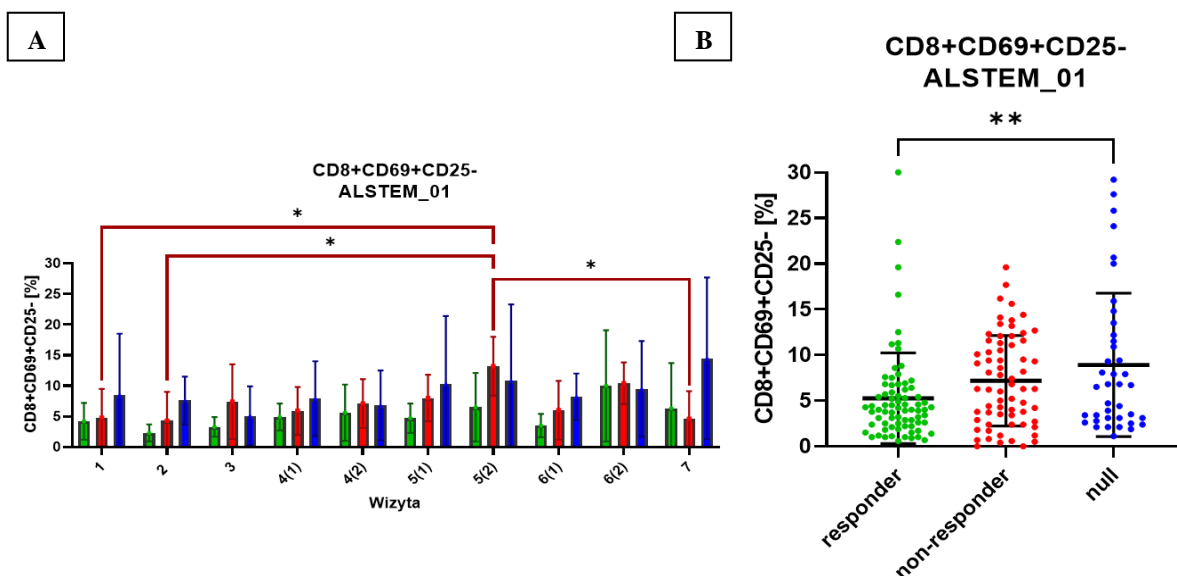 A
CD8+CD69+CD25-
ALSTEM_01
*
*
*
CD8+CD69+CD25- [%]
30
25
20
15
10
5
0
1
2
3
4(1)
4(2)
5(1)
5(2)
6(1)
6(2)
7
Wizyta
B
CD8+CD69+CD25-
ALSTEM_01
**
CD8+CD69+CD25- [%]
30
25
20
15
10
5
0
responder
non-responder
null